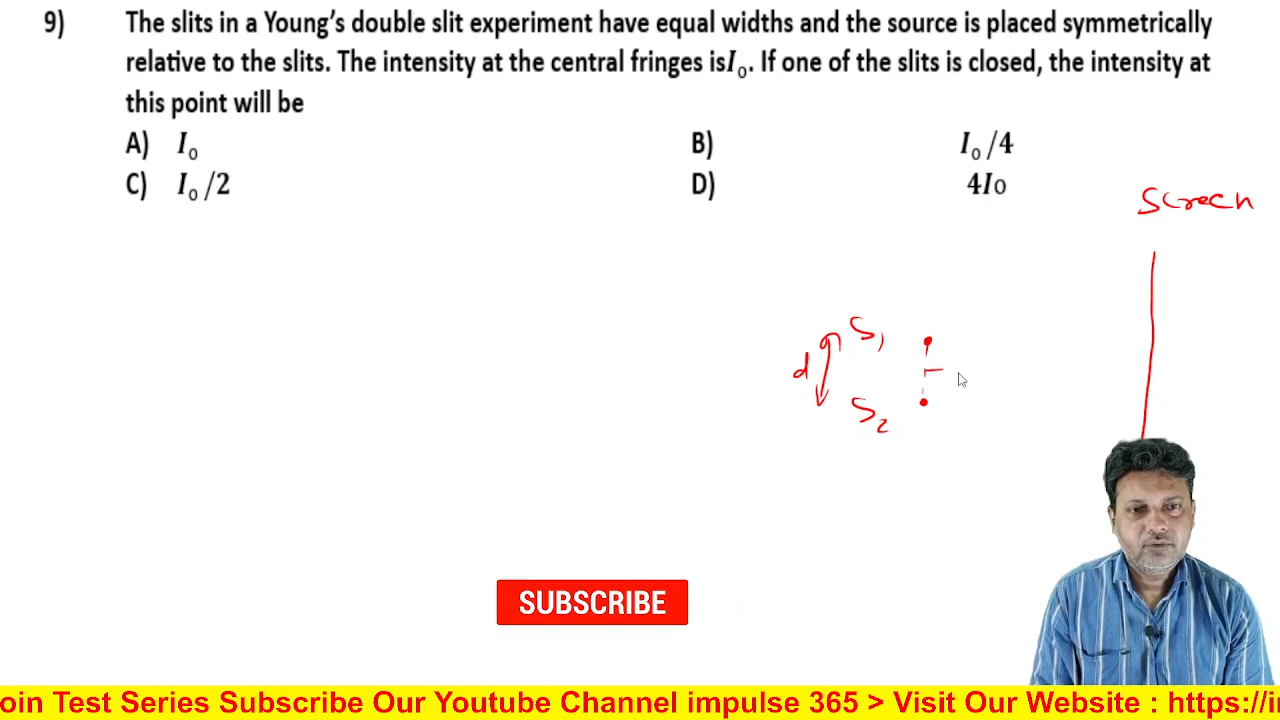 9) The slits in a Young’s double slit experiment have equal widths and the source is placed symmetrically
relative to the slits. The intensity at the central fringes isI₀. If one of the slits is closed, the intensity at
this point will be
A) I₀ B) I₀ /4
C) I₀ /2 D) 4I₀
Screen
S₁
d
S₂
SUBSCRIBE
oin Test Series Subscribe Our Youtube Channel impulse 365 > Visit Our Website : https://i